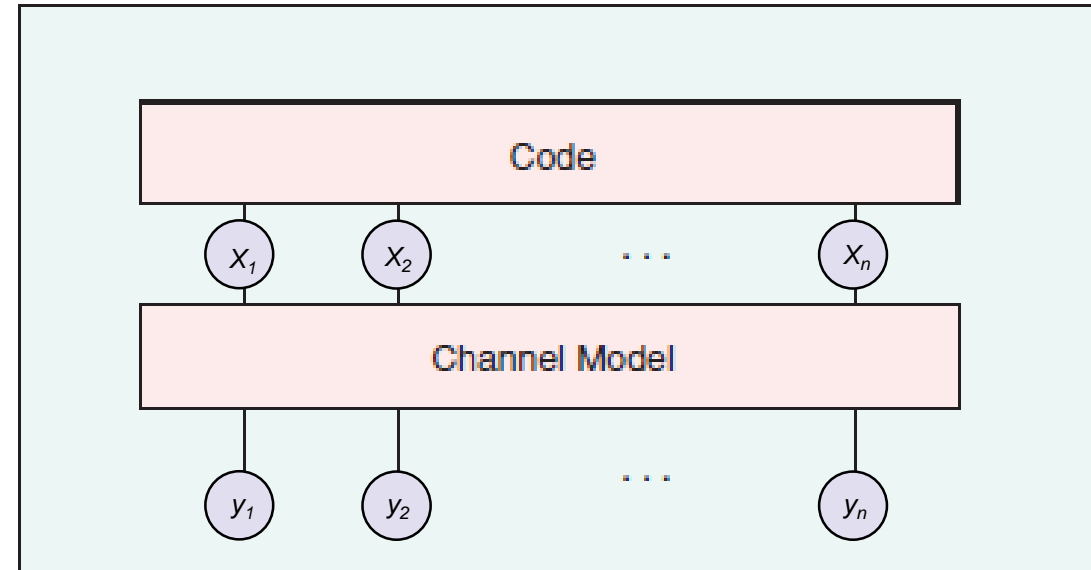 Code
X₁ X₂ . . . Xₙ
Channel Model
. . .
y₁ y₂ yₙ